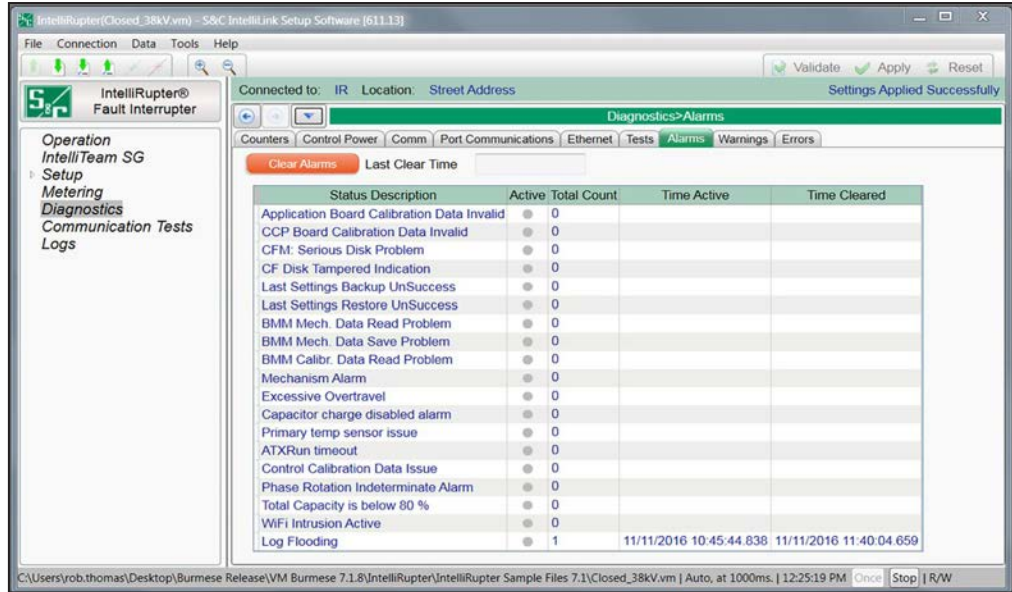 IntelliRupter(Closed_38kV.vm) - S&C IntelliLink Setup Software [611.13]
File Connection Data Tools Help
Validate Apply Reset
S&C IntelliRupter®
Fault Interrupter
Connected to: IR Location: Street Address Settings Applied Successfully
Diagnostics>Alarms
Operation
IntelliTeam SG
Setup
Metering
Diagnostics
Communication Tests
Logs
Counters Control Power Comm Port Communications Ethernet Tests Alarms Warnings Errors
Clear Alarms Last Clear Time
Status Description Active Total Count Time Active Time Cleared
Application Board Calibration Data Invalid 0
CCP Board Calibration Data Invalid 0
CFM: Serious Disk Problem 0
CF Disk Tampered Indication 0
Last Settings Backup UnSuccess 0
Last Settings Restore UnSuccess 0
BMM Mech. Data Read Problem 0
BMM Mech. Data Save Problem 0
BMM Calibr. Data Read Problem 0
Mechanism Alarm 0
Excessive Overtravel 0
Capacitor charge disabled alarm 0
Primary temp sensor issue 0
ATXRun timeout 0
Control Calibration Data Issue 0
Phase Rotation Indeterminate Alarm 0
Total Capacity is below 80 % 0
WiFi Intrusion Active 0
Log Flooding 1 11/11/2016 10:45:44.838 11/11/2016 11:40:04.659
C:\Users\rob.thomas\Desktop\Burmese Release\VM Burmese 7.1.8\IntelliRupter\IntelliRupter Sample Files 7.1\Closed_38kV.vm | Auto, at 1000ms. | 12:25:19 PM Once Stop | R/W